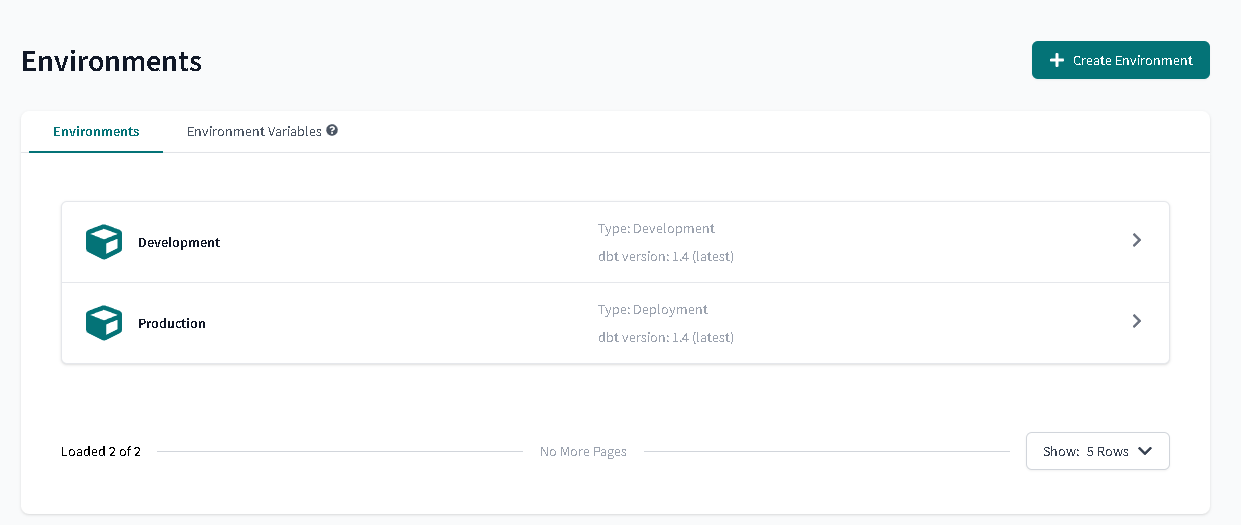 Environments
Create Environment
Environments
Environment Variables
Development
Type: Development
dbt version: 1.4 (latest)
Production
Type: Deployment
dbt version: 1.4 (latest)
Loaded 2 of 2
No More Pages
Show: 5 Rows